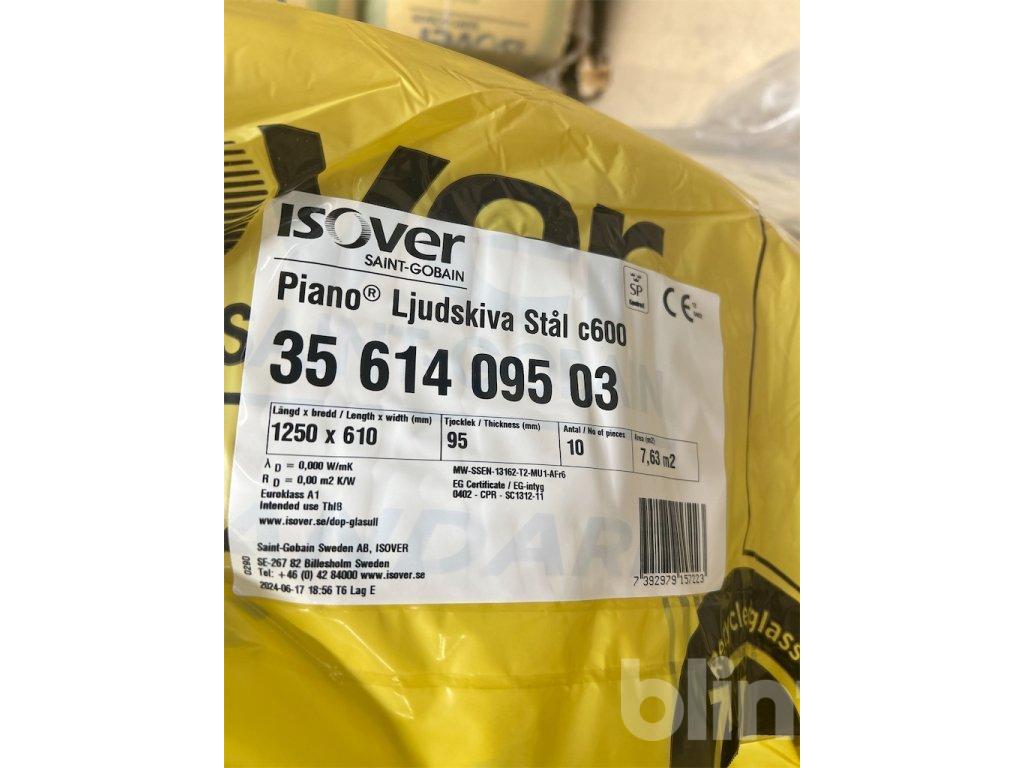 ISOver
SAINT-GOBAIN
SP
CE
Piano® Ljudskiva Stål c600
35 614 095 03
Längd x bredd / Length x width (mm)
1250 x 610
Tjocklek / Thickness (mm)
95
Antal / No of pieces
10
Area (m2)
7,63 m2
λ D = 0,000 W/mK
R D = 0,00 m2 K/W
Euroklass A1
Intended use ThIB
www.isover.se/dop-glasull
MW-SSEN-13162-T2-MU1-AFr6
EG Certificate / EG-intyg
0402 - CPR - SC1312-11
Saint-Gobain Sweden AB, ISOVER
SE-267 82 Billesholm Sweden
Tel: +46 (0) 42 84000 www.isover.se
2024-06-17 18:56 T6 Lag E
0290
7 392979 157223